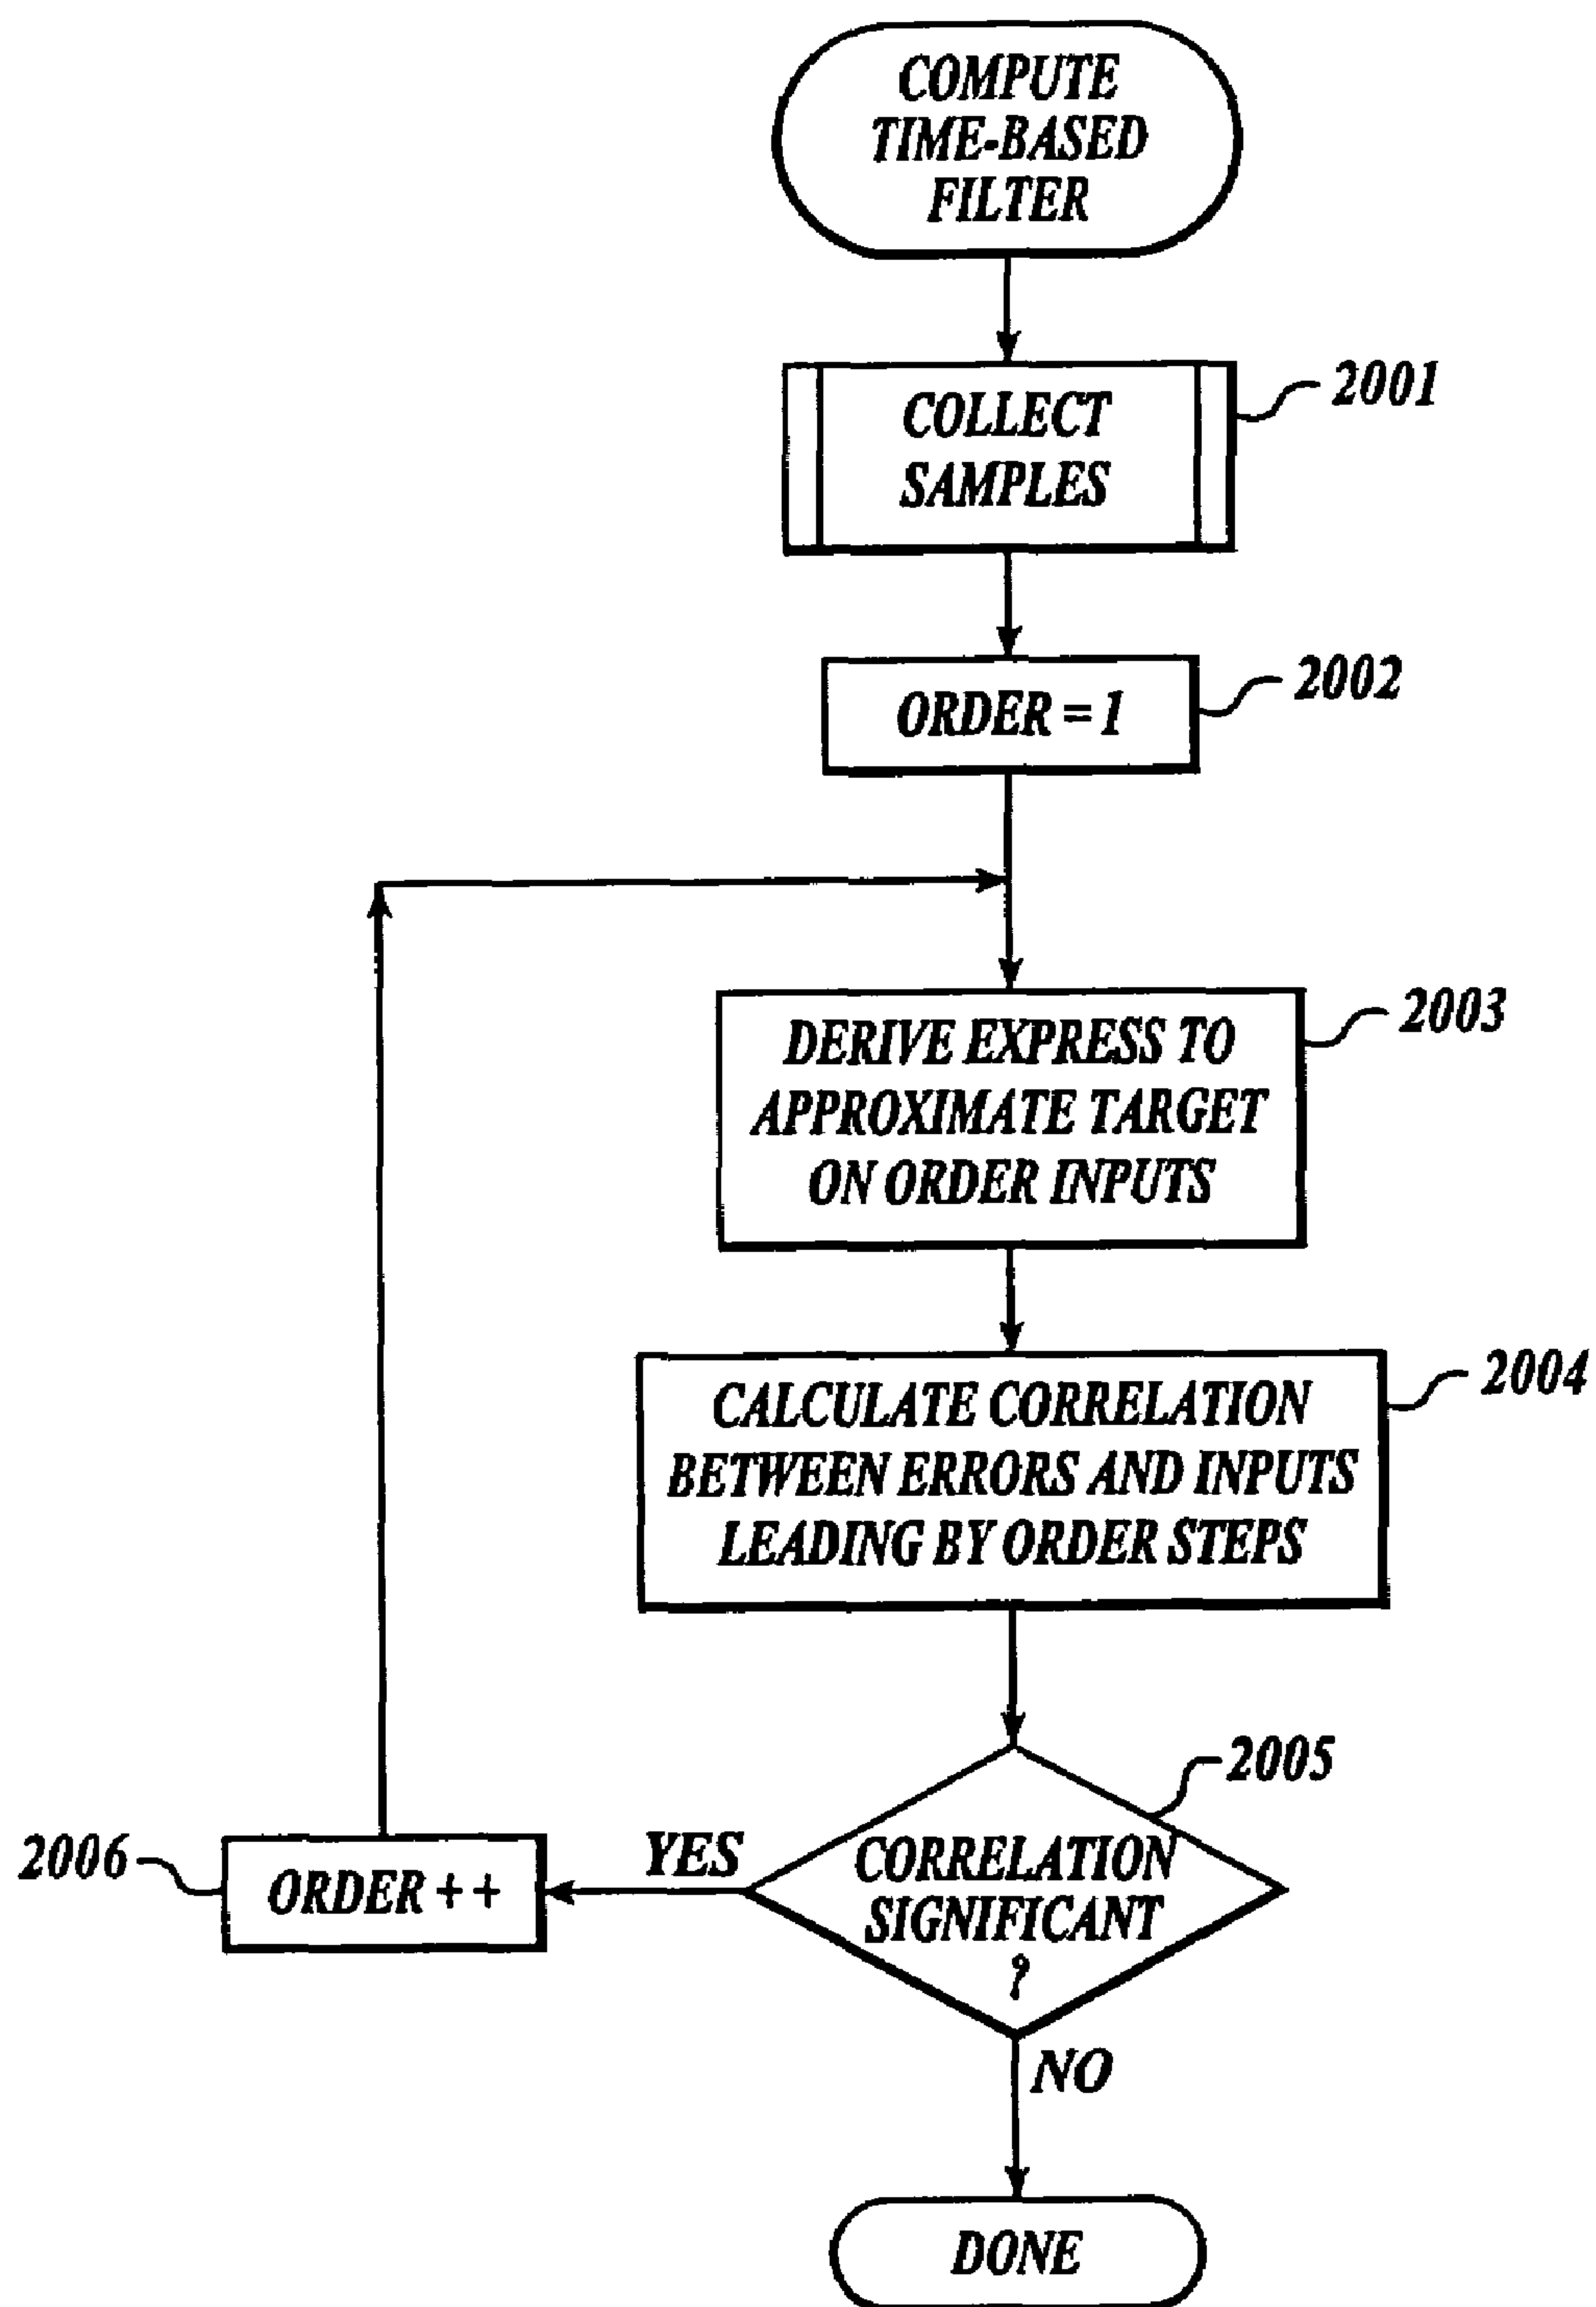 COMPUTE
TIME-BASED
FILTER
COLLECT
SAMPLES
2001
ORDER = 1
2002
DERIVE EXPRESS TO
APPROXIMATE TARGET
ON ORDER INPUTS
2003
CALCULATE CORRELATION
BETWEEN ERRORS AND INPUTS
LEADING BY ORDER STEPS
2004
CORRELATION
SIGNIFICANT
?
2005
YES
ORDER + +
2006
NO
DONE